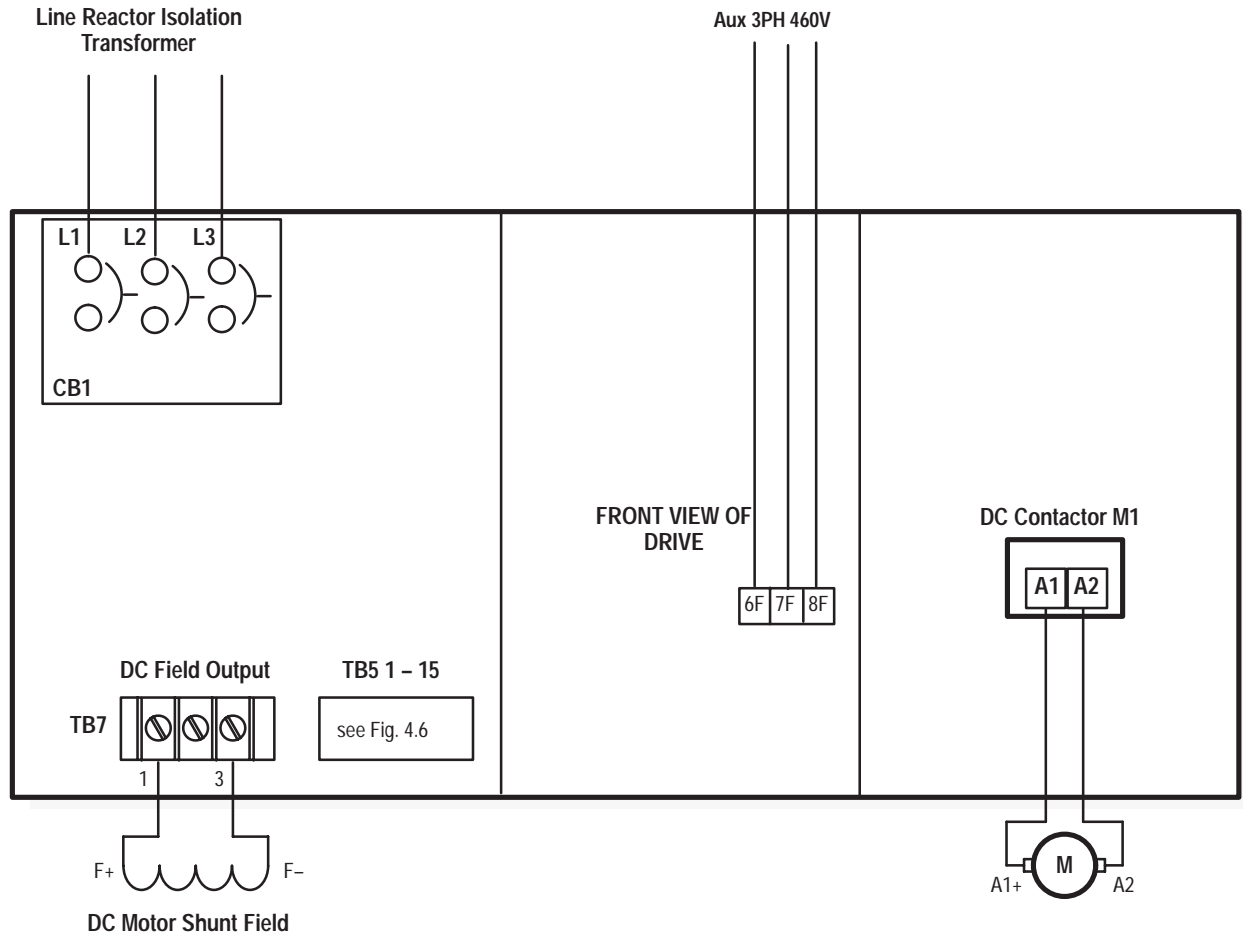 Line Reactor Isolation
Transformer
Aux 3PH 460V
L1 L2 L3
CB1
FRONT VIEW OF
DRIVE
6F 7F 8F
DC Contactor M1
A1 A2
DC Field Output
TB5 1 – 15
TB7
see Fig. 4.6
1 3
F+ F–
DC Motor Shunt Field
M
A1+ A2